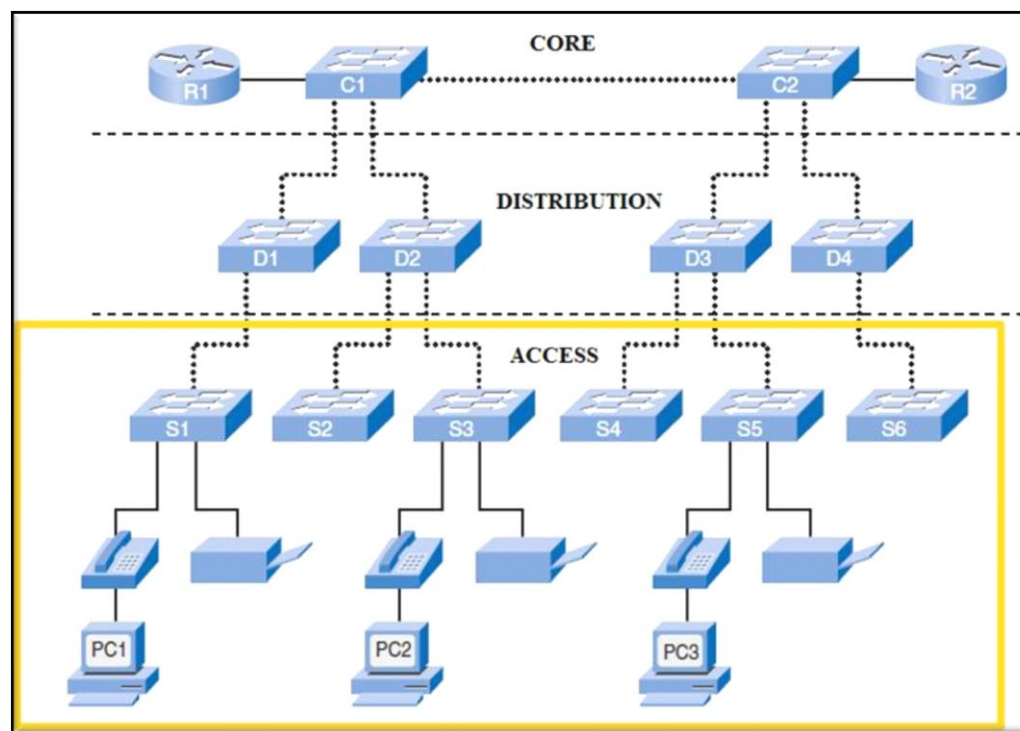 CORE
R1
C1
C2
R2
DISTRIBUTION
D1
D2
D3
D4
ACCESS
S1
S2
S3
S4
S5
S6
PC1
PC2
PC3